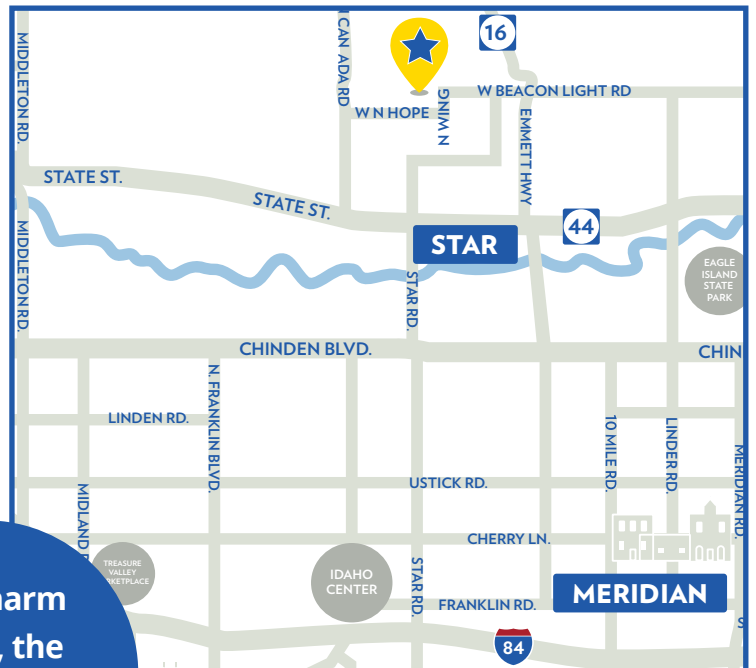 16
MIDDLETON RD.
CAN ADA RD
W BEACON LIGHT RD
W N HOPE
N WING
EMMETT HWY
STATE ST.
STATE ST.
44
STAR
MIDDLETON RD.
EAGLE
ISLAND
STATE
PARK
STAR RD.
CHINDEN BLVD.
CHIN
N. FRANKLIN BLVD.
LINDEN RD.
10 MILE RD.
LINDER RD.
MERIDIAN RD.
USTICK RD.
MIDLAND
CHERRY LN.
TREASURE
VALLEY
RKETPLACE
IDAHO
CENTER
STAR RD.
FRANKLIN RD.
MERIDIAN
84
S
harm
, the